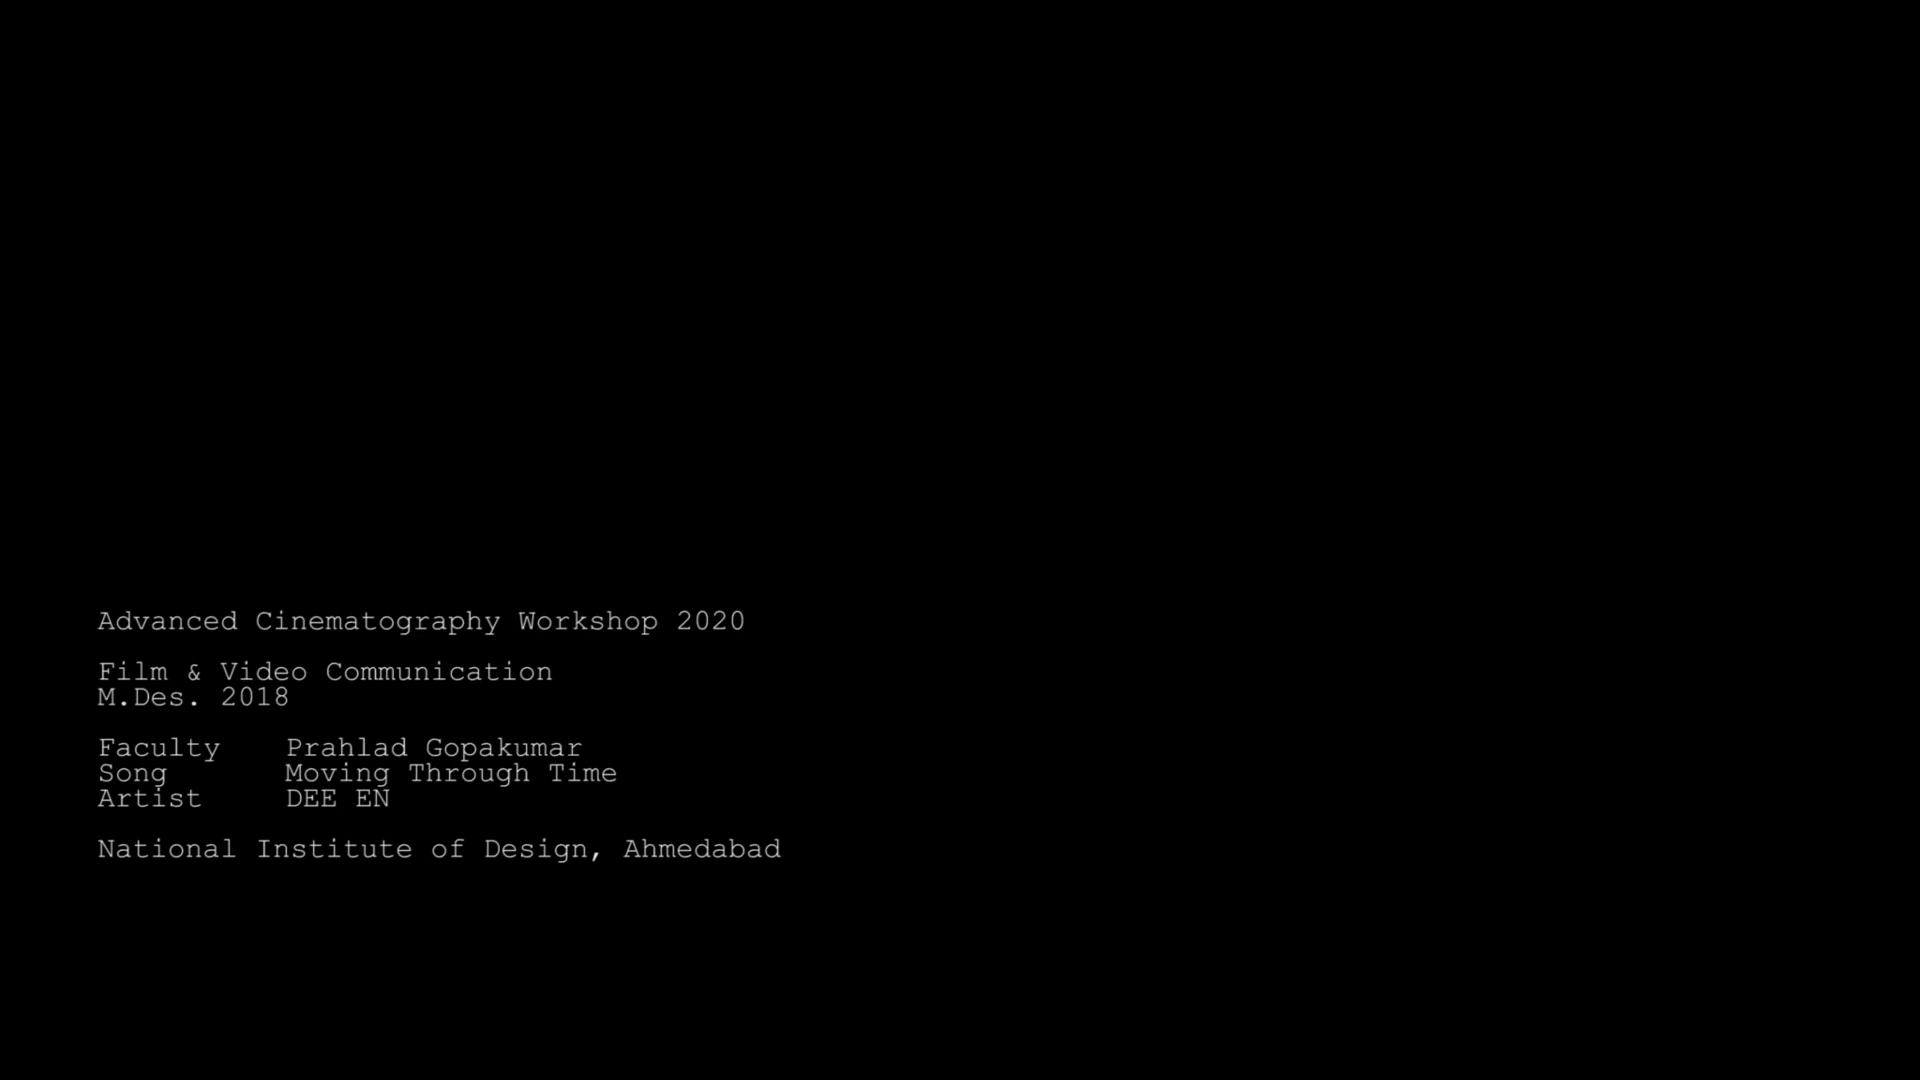 Advanced Cinematography Workshop 2020
Film & Video Communication
M.Des. 2018
Faculty Prahlad Gopakumar
Song Moving Through Time
Artist DEE EN
National Institute of Design, Ahmedabad